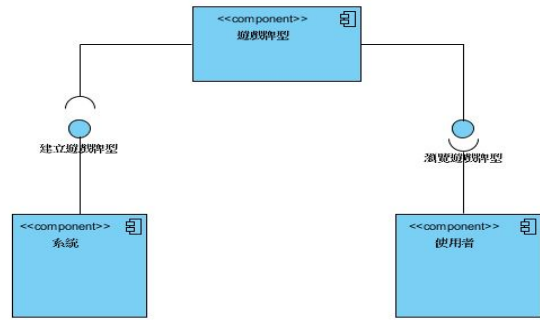 <<component>>
遊戲牌型
建立遊戲牌型
瀏覽遊戲牌型
<<component>>
系統
<<component>>
使用者